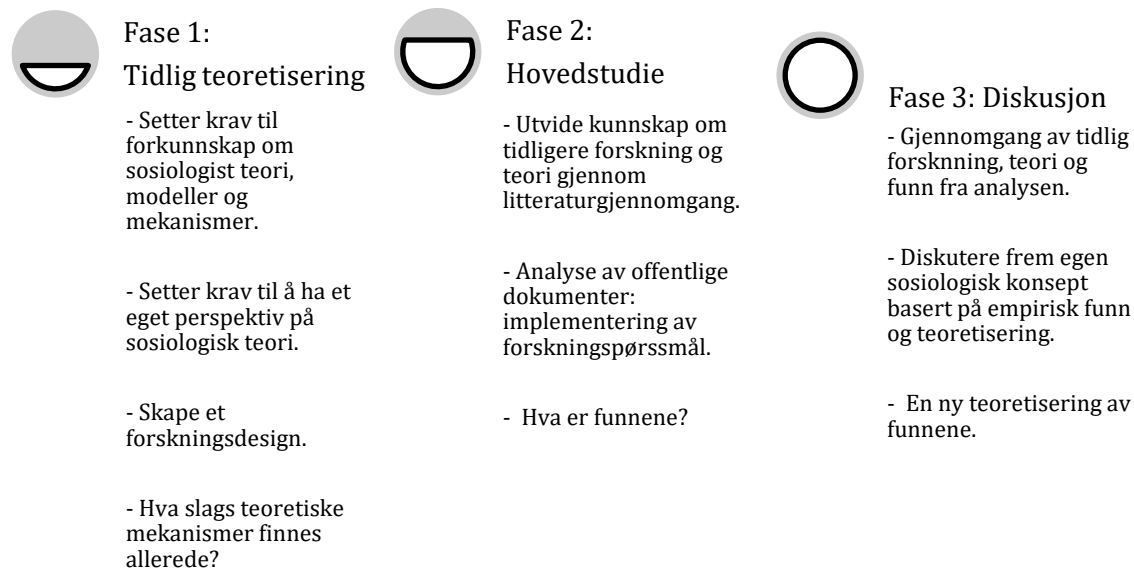 Fase 1:
Tidlig teoretisering
- Setter krav til
forkunnskap om
sosiologist teori,
modeller og
mekanismer.
- Setter krav til å ha et
eget perspektiv på
sosiologisk teori.
- Skape et
forskningsdesign.
- Hva slags teoretiske
mekanismer finnes
allerede?
Fase 2:
Hovedstudie
- Utvide kunnskap om
tidligere forskning og
teori gjennom
litteraturgjennomgang.
- Analyse av offentlige
dokumenter:
implementering av
forskningspørssmål.
- Hva er funnene?
Fase 3: Diskusjon
- Gjennomgang av tidlig
forsknning, teori og
funn fra analysen.
- Diskutere frem egen
sosiologisk konsept
basert på empirisk funn
og teoretisering.
- En ny teoretisering av
funnene.